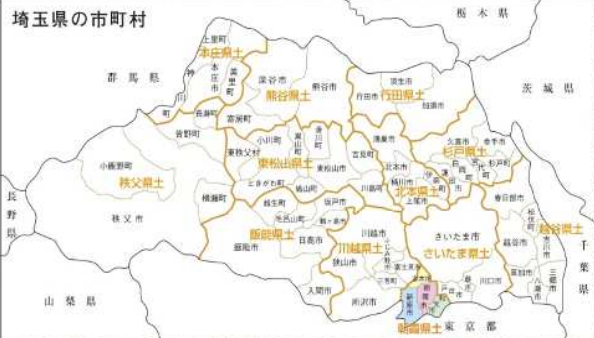 埼玉県の市町村
栃木県
群馬県
茨城県
長野県
山梨県
東京都
千葉県
上里町
本庄県土
本庄市
美里町
神川町
長瀞町
皆野町
小鹿野町
秩父県土
秩父市
横瀬町
深谷市
熊谷市
熊谷県土
寄居町
小川町
嵐山町
滑川町
東秩父村
東松山県土
東松山市
吉見町
ときがわ町
鳩山町
川島町
行田市
行田県土
羽生市
加須市
鴻巣市
北本市
桶川市
北本県土
上尾市
伊奈町
蓮田市
白岡町
宮代町
久喜市
幸手市
杉戸県土
杉戸町
春日部市
松伏町
越谷県土
越谷市
吉川市
草加市
八潮市
三郷市
さいたま市
さいたま県土
川口市
蕨市
戸田市
越生町
毛呂山町
坂戸市
鶴ヶ島市
飯能県土
飯能市
日高市
入間市
川越市
川越県土
ふじみ野市
富士見市
狭山市
三芳町
所沢市
新座市
朝霞市
朝霞県土